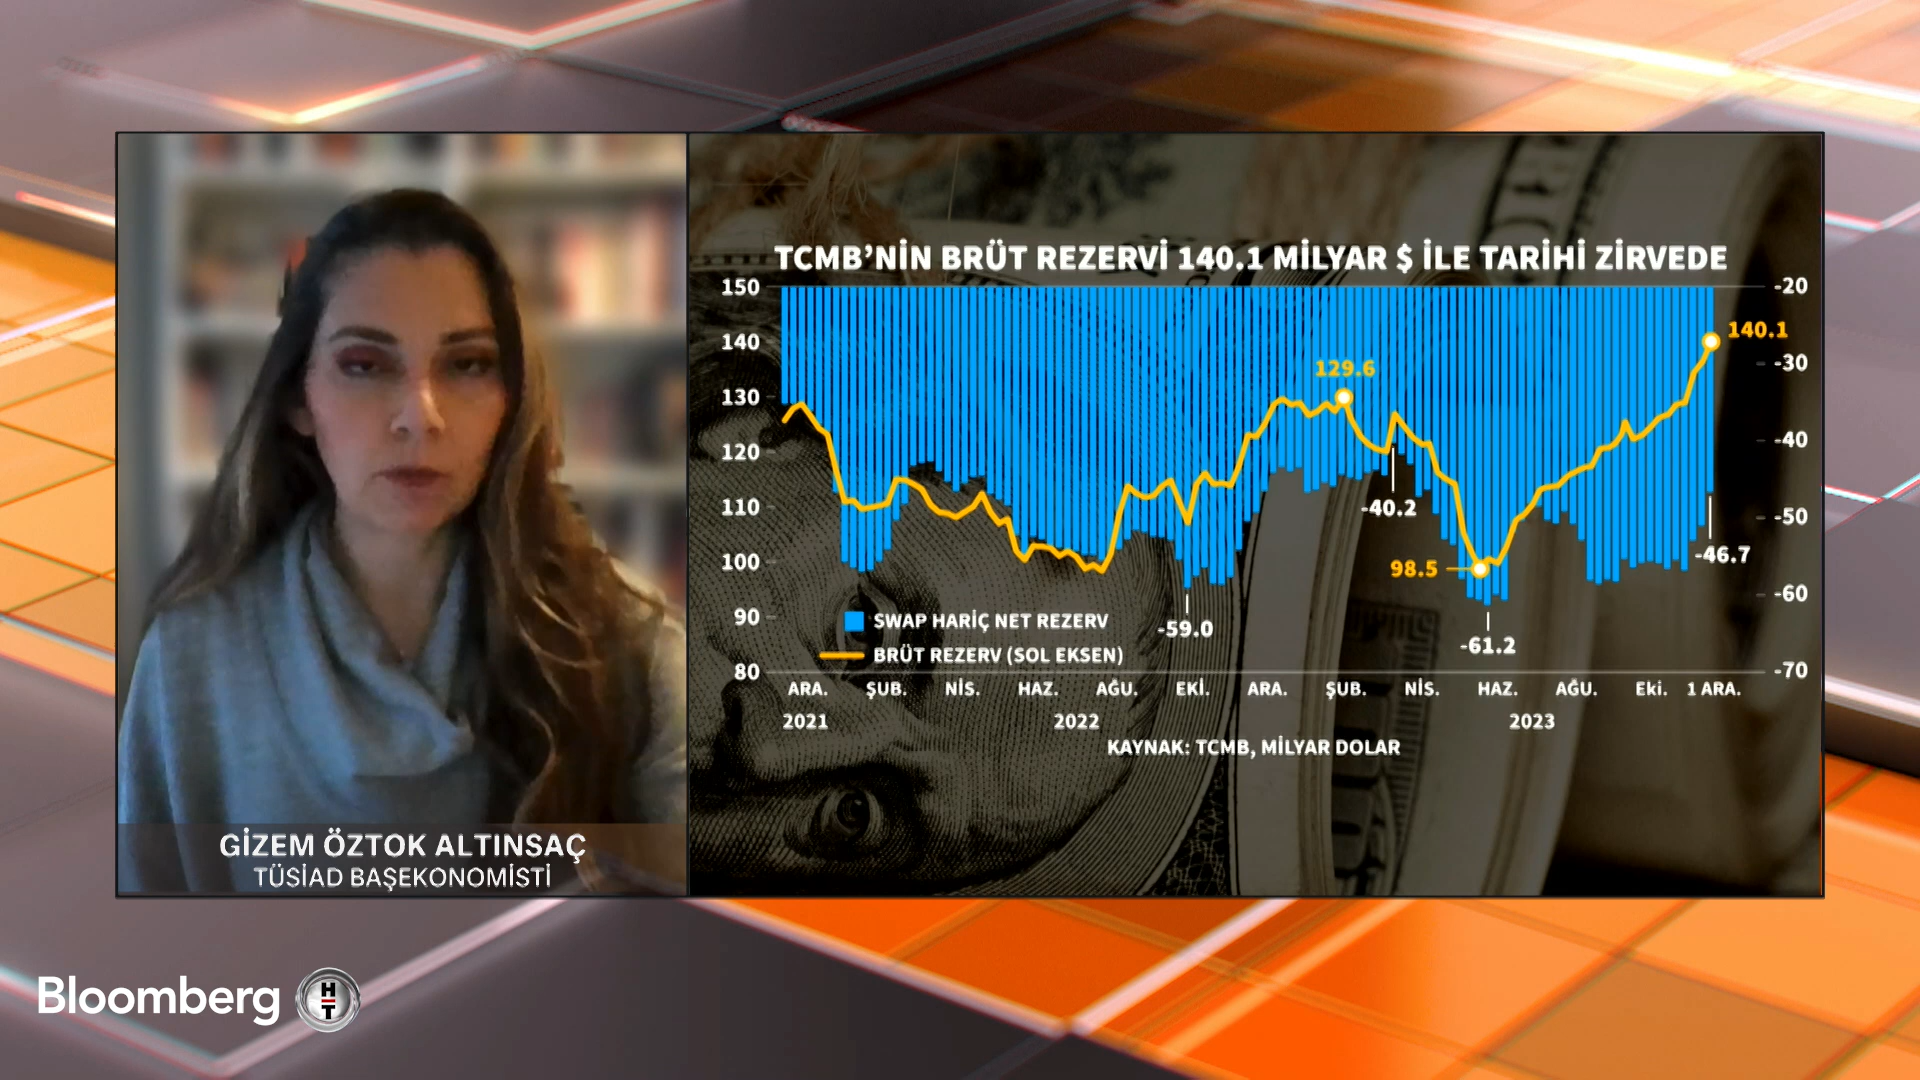 TCMB'NİN BRÜT REZERVİ 140.1 MİLYAR $ İLE TARİHİ ZİRVEDE
150
140
130
120
110
100
90
80
-20
-30
-40
-50
-60
-70
140.1
129.6
-40.2
98.5
-46.7
-59.0
-61.2
SWAP HARİÇ NET REZERV
BRÜT REZERV (SOL EKSEN)
ARA. ŞUB. NİS. HAZ. AĞU. EKİ. ARA. ŞUB. NİS. HAZ. AĞU. Eki. 1 ARA.
2021 2022 2023
KAYNAK: TCMB, MİLYAR DOLAR
GİZEM ÖZTOK ALTINSAÇ
TÜSİAD BAŞEKONOMİSTİ
Bloomberg HT